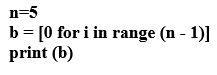 n=5
b = [0 for i in range (n - 1)]
print (b)